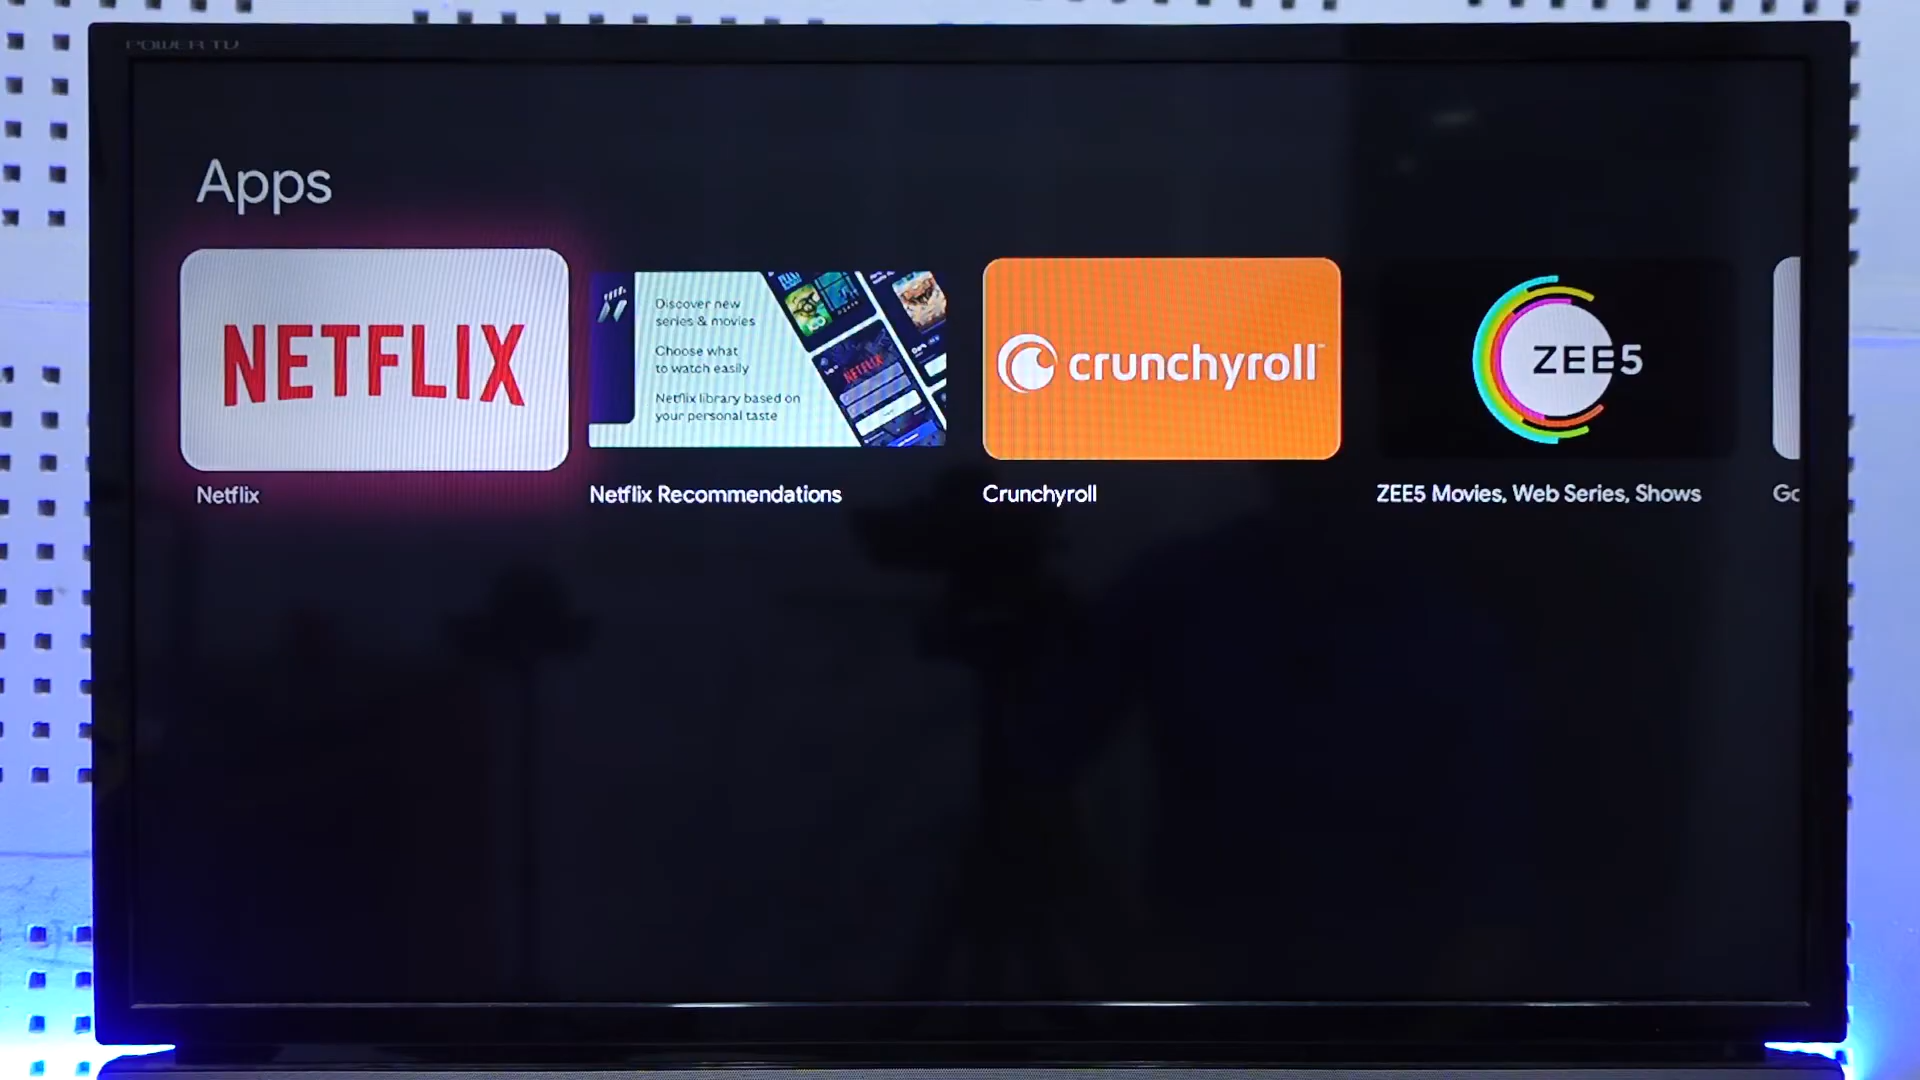 Apps
NETFLIX
Discover new
series & movies
Choose what
to watch easily
Netflix library based on
your personal taste
NETFLIX
crunchyroll
ZEE5
Netflix
Netflix Recommendations
Crunchyroll
ZEE5 Movies, Web Series, Shows